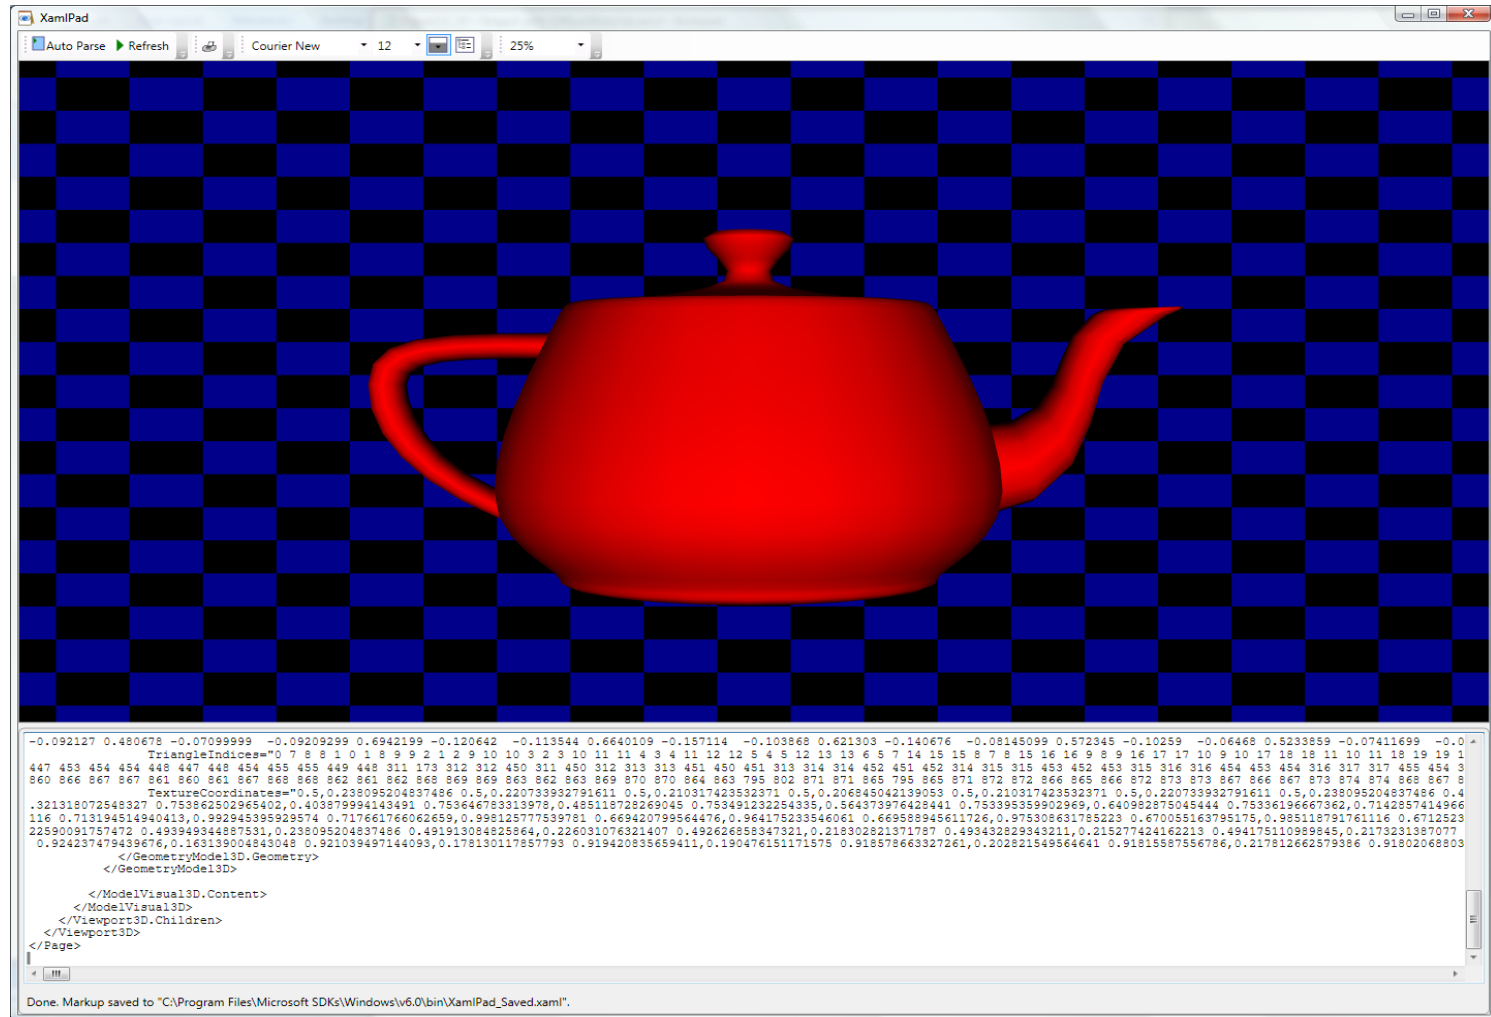 XamlPad
Auto Parse Refresh Courier New 12 25%
-0.092127 0.480678 -0.07099999  -0.09209299 0.6942199 -0.120642  -0.113544 0.6640109 -0.157114  -0.103868 0.621303 -0.140676  -0.08145099 0.572345 -0.10259  -0.06468 0.5233859 -0.07411699  -0.0
TriangleIndices="0 7 8 8 1 0 1 8 9 9 2 1 2 9 10 10 3 2 3 10 11 11 4 3 4 11 12 12 5 4 5 12 13 13 6 5 7 14 15 15 8 7 8 15 16 16 9 8 9 16 17 17 10 9 10 17 18 18 11 10 11 18 19 19 1
447 453 454 454 448 447 448 454 455 455 449 448 311 173 312 312 450 311 450 312 313 313 451 450 451 313 314 314 452 451 452 314 315 315 453 452 453 315 316 316 454 453 454 316 317 317 455 454 3
860 866 867 867 861 860 861 867 868 868 862 861 862 868 869 869 863 862 863 869 870 870 864 863 795 802 871 871 865 795 865 871 872 872 866 865 866 872 873 873 867 866 867 873 874 874 868 867 8
TextureCoordinates="0.5,0.238095204837486 0.5,0.220733932791611 0.5,0.210317423532371 0.5,0.206845042139053 0.5,0.210317423532371 0.5,0.220733932791611 0.5,0.238095204837486 0.4
.321318072548327 0.753862502965402,0.403879994143491 0.753646783313978,0.485118728269045 0.753491232254335,0.564373976428441 0.753395359902969,0.640982875045444 0.75336196667362,0.7142857414966
116 0.713194514940413,0.992945395929574 0.717661766062659,0.998125777539781 0.669420799564476,0.964175233546061 0.669588945611726,0.975308631785223 0.670055163795175,0.985118791761116 0.6712523
22590091757472 0.493949344887531,0.238095204837486 0.491913084825864,0.226031076321407 0.492626858347321,0.218302821371787 0.493432829343211,0.215277424162213 0.494175110989845,0.2173231387077
0.924237479439676,0.163139004843048 0.921039497144093,0.178130117857793 0.919420835659411,0.190476151171575 0.918578663327261,0.202821549564641 0.91815587556786,0.217812662579386 0.91802068803
</GeometryModel3D.Geometry>
</GeometryModel3D>
</ModelVisual3D.Content>
</ModelVisual3D>
</Viewport3D.Children>
</Viewport3D>
</Page>
Done. Markup saved to "C:\Program Files\Microsoft SDKs\Windows\v6.0\bin\XamlPad_Saved.xaml".